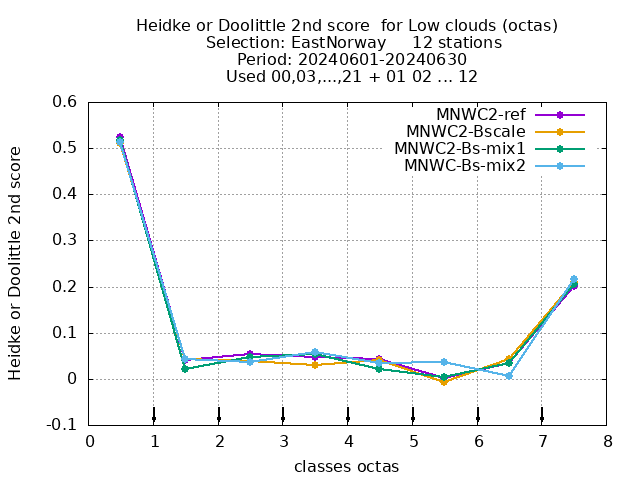 Heidke or Doolittle 2nd score  for Low clouds (octas)
Selection: EastNorway     12 stations
Period: 20240601-20240630
Used 00,03,...,21 + 01 02 ... 12
Heidke or Doolittle 2nd score
0.6
0.5
0.4
0.3
0.2
0.1
0
-0.1
MNWC2-ref
MNWC2-Bscale
MNWC2-Bs-mix1
MNWC-Bs-mix2
0 1 2 3 4 5 6 7 8
classes octas